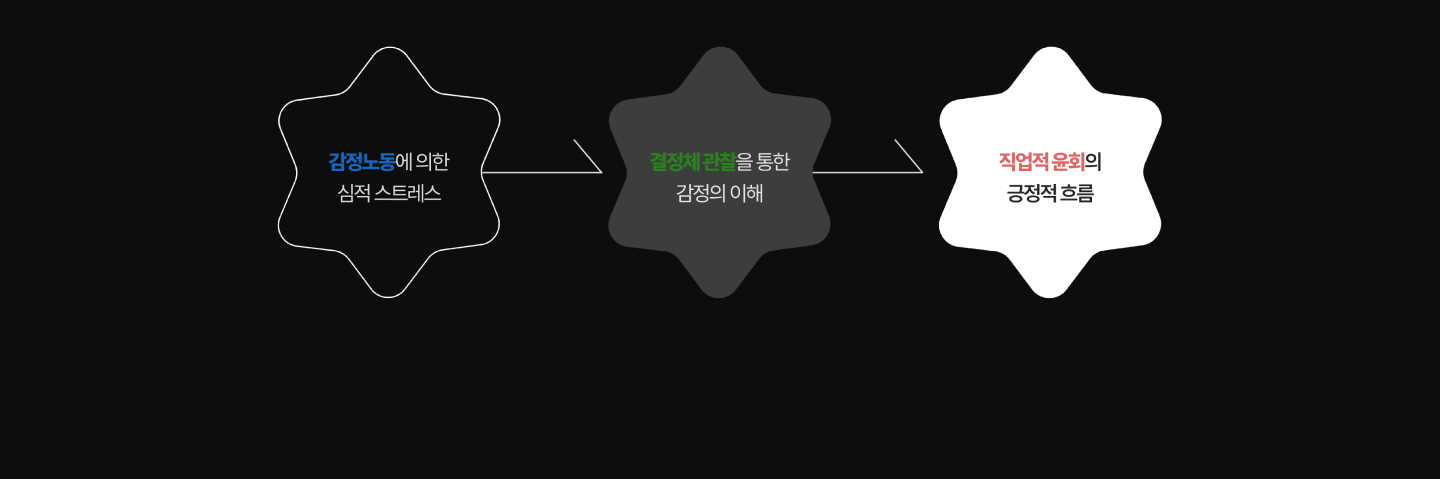 감정노동에 의한
심적 스트레스
결정체 관찰을 통한
감정의 이해
직업적 윤회의
긍정적 흐름